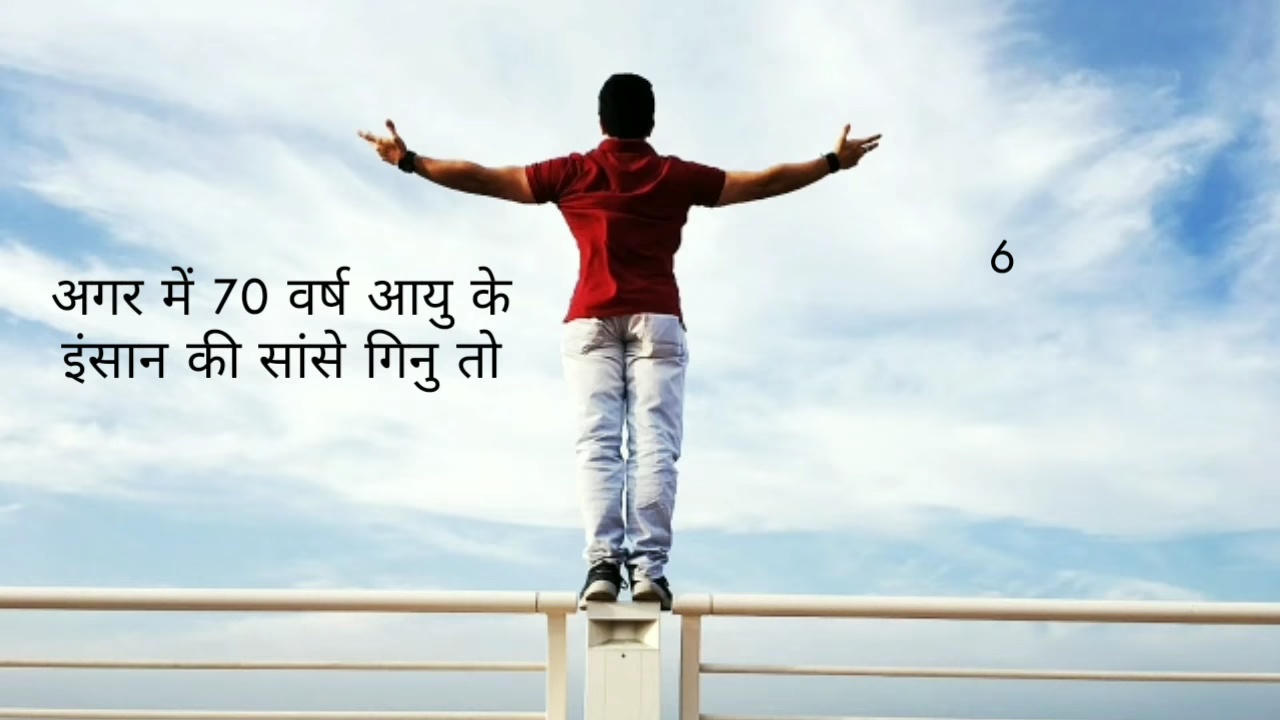 अगर में 70 वर्ष आयु के
इंसान की सांसे गिनु तो
6